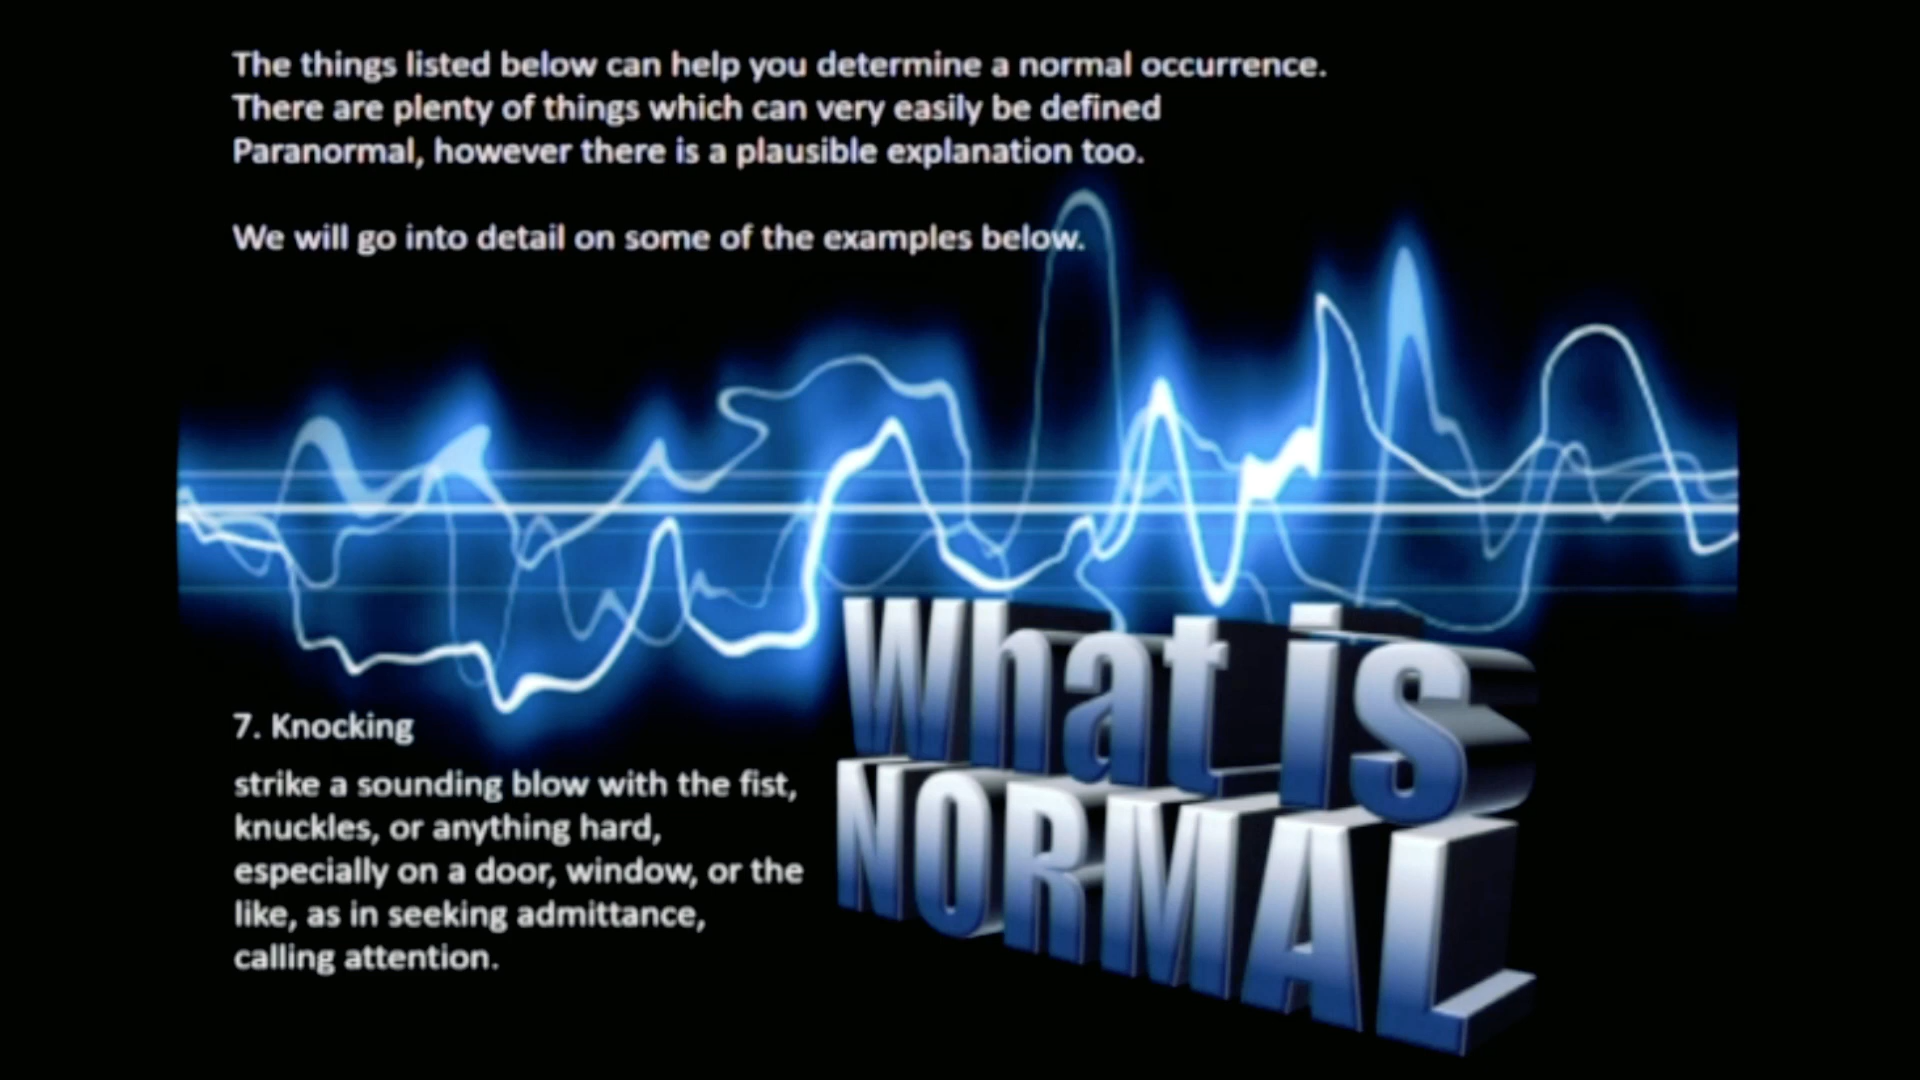 The things listed below can help you determine a normal occurrence.
There are plenty of things which can very easily be defined
Paranormal, however there is a plausible explanation too.
We will go into detail on some of the examples below.
7. Knocking
strike a sounding blow with the fist,
knuckles, or anything hard,
especially on a door, window, or the
like, as in seeking admittance,
calling attention.
What is
NORMAL